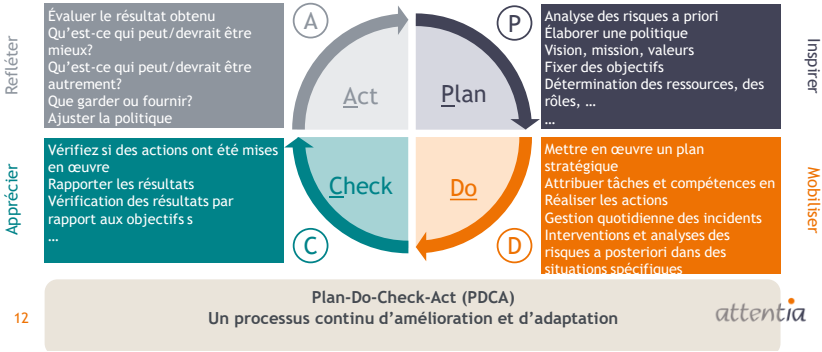 Refléter
Évaluer le résultat obtenu
Qu’est-ce qui peut/devrait être
mieux?
Qu’est-ce qui peut/devrait être
autrement?
Que garder ou fournir?
Ajuster la politique
A
Act
P
Plan
Analyse des risques a priori
Élaborer une politique
Vision, mission, valeurs
Fixer des objectifs
Détermination des ressources, des
rôles, …
…
Inspirer
Apprécier
Vérifiez si des actions ont été mises
en œuvre
Rapporter les résultats
Vérification des résultats par
rapport aux objectifs s
…
Check
C
Do
D
Mettre en œuvre un plan
stratégique
Attribuer tâches et compétences en
Réaliser les actions
Gestion quotidienne des incidents
Interventions et analyses des
risques a posteriori dans des
situations spécifiques
Mobiliser
Plan-Do-Check-Act (PDCA)
Un processus continu d’amélioration et d’adaptation
12
attentia